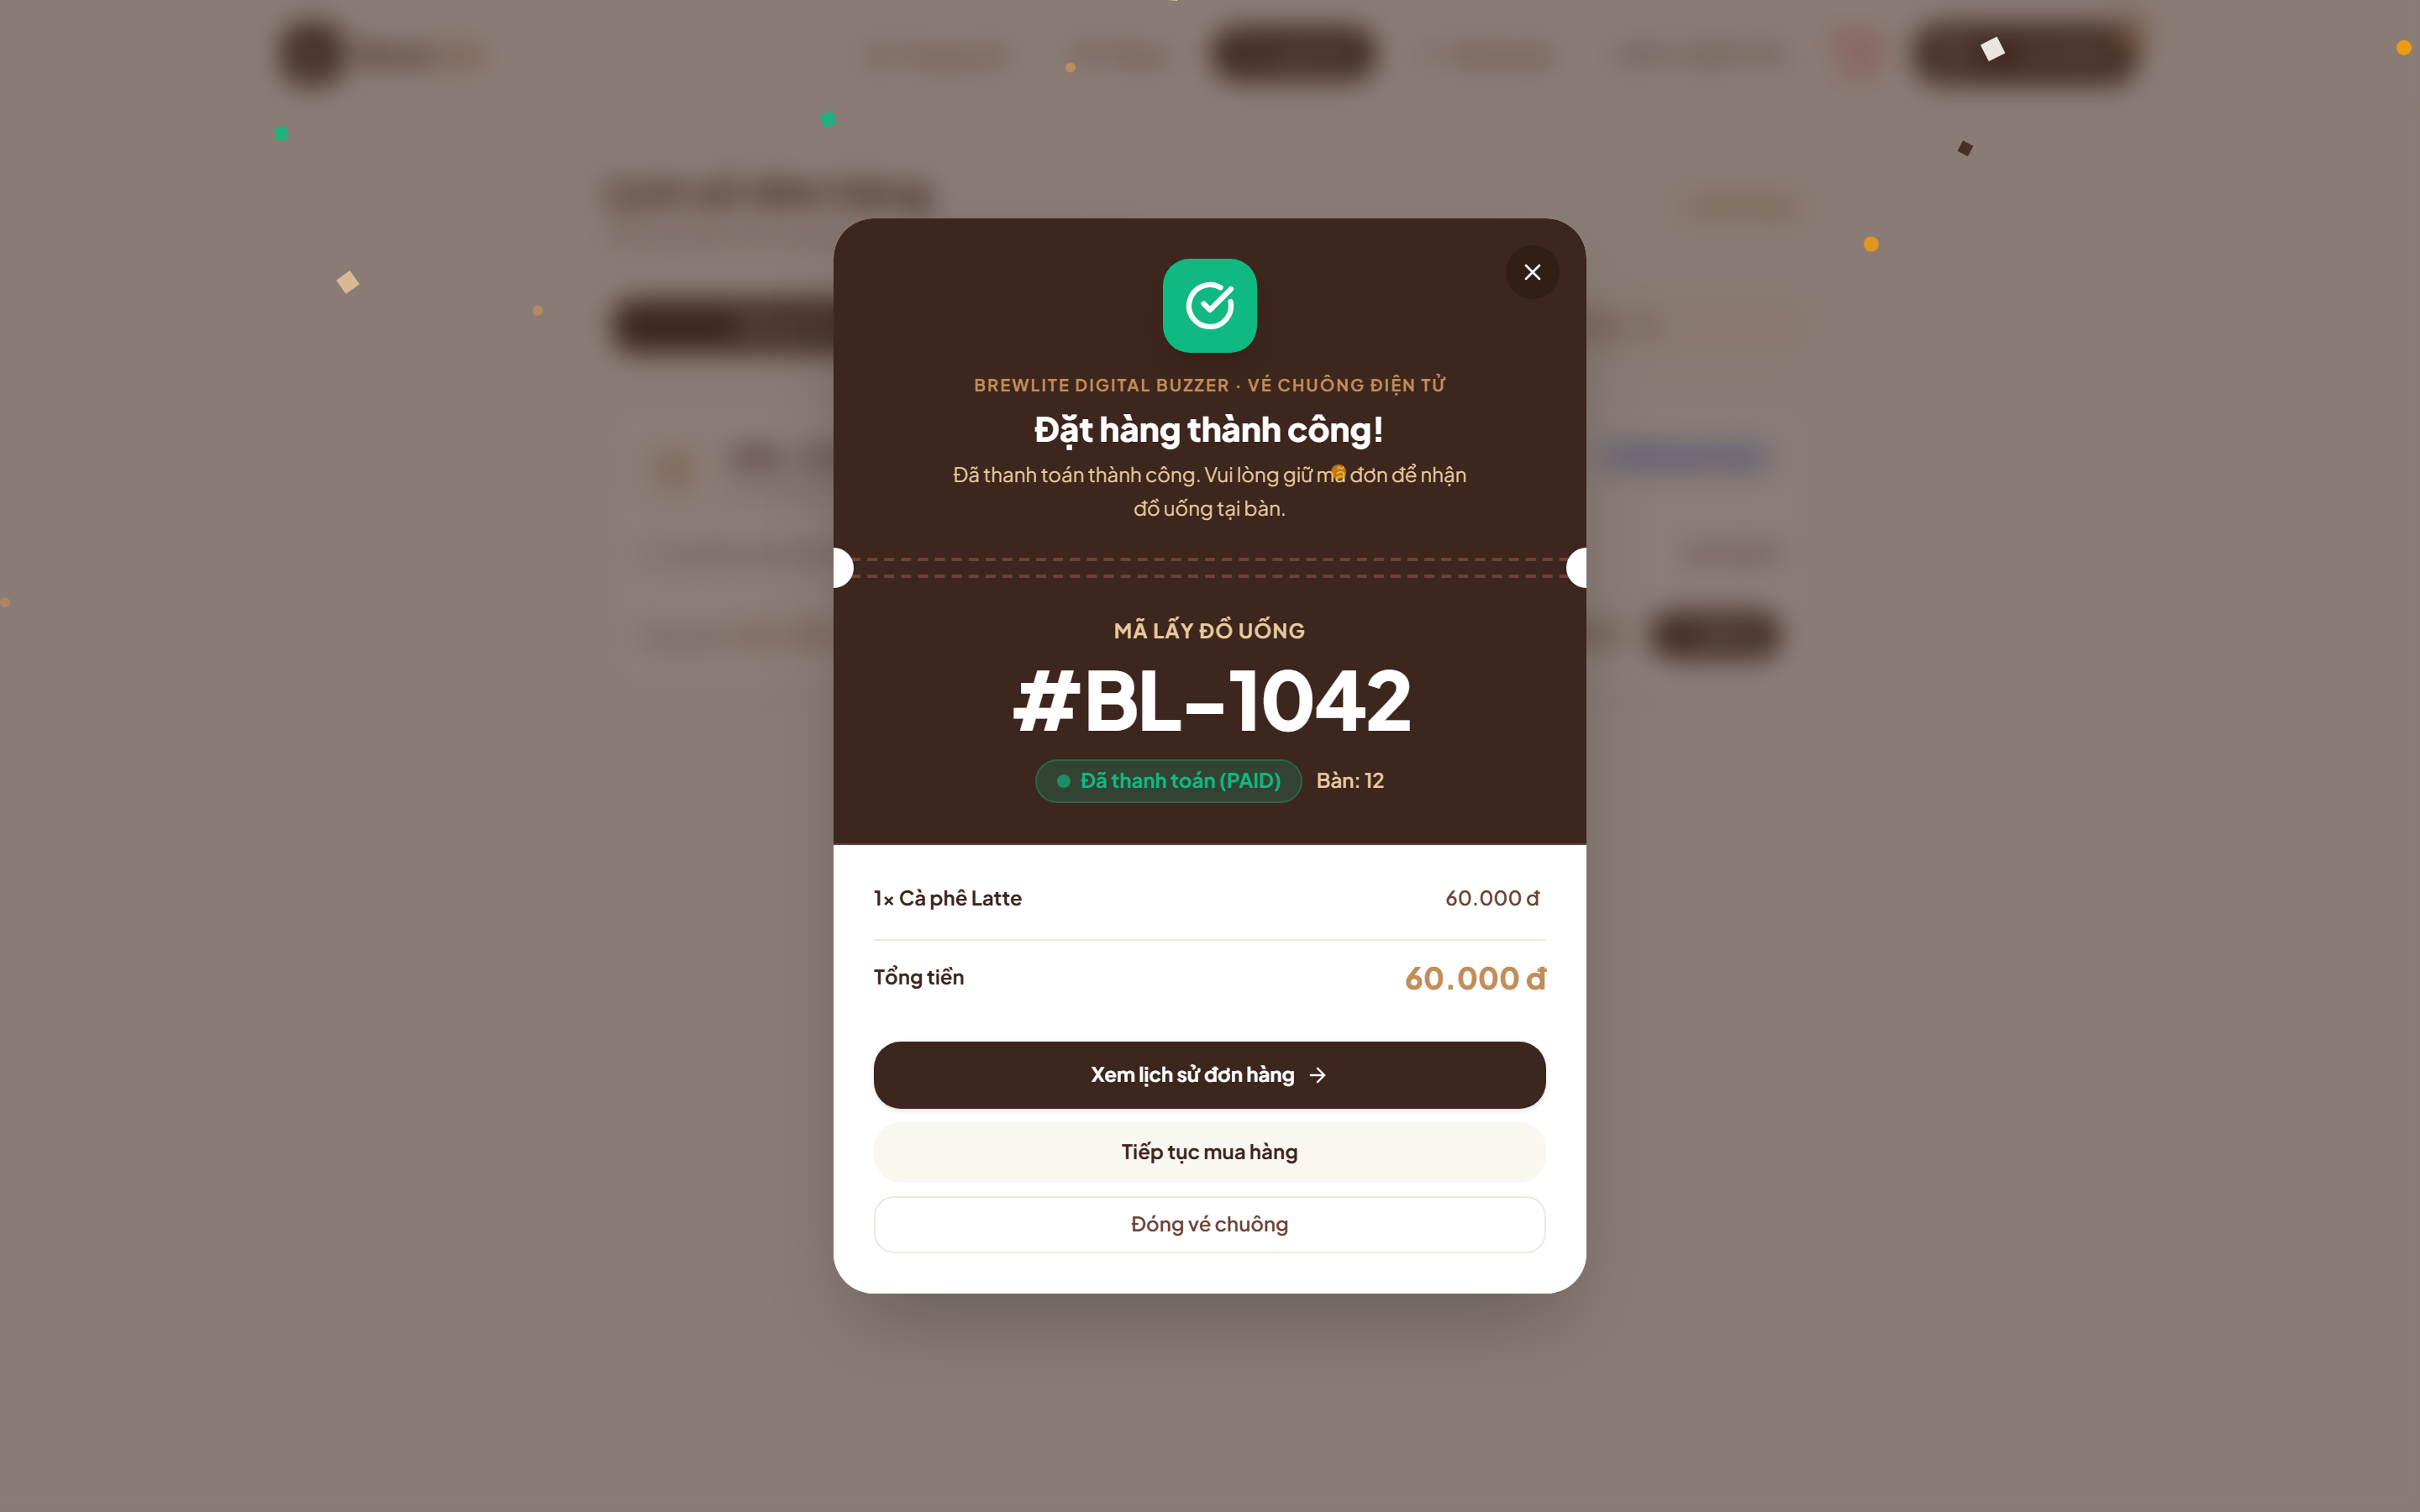 BREWLITE DIGITAL BUZZER · VÉ CHUÔNG ĐIỆN TỬ
Đặt hàng thành công!
Đã thanh toán thành công. Vui lòng giữ mã đơn để nhận
đồ uống tại bàn.
MÃ LẤY ĐỒ UỐNG
#BL-1042
Đã thanh toán (PAID) Bàn: 12
1× Cà phê Latte 60.000 đ
Tổng tiền 60.000 đ
Xem lịch sử đơn hàng →
Tiếp tục mua hàng
Đóng vé chuông